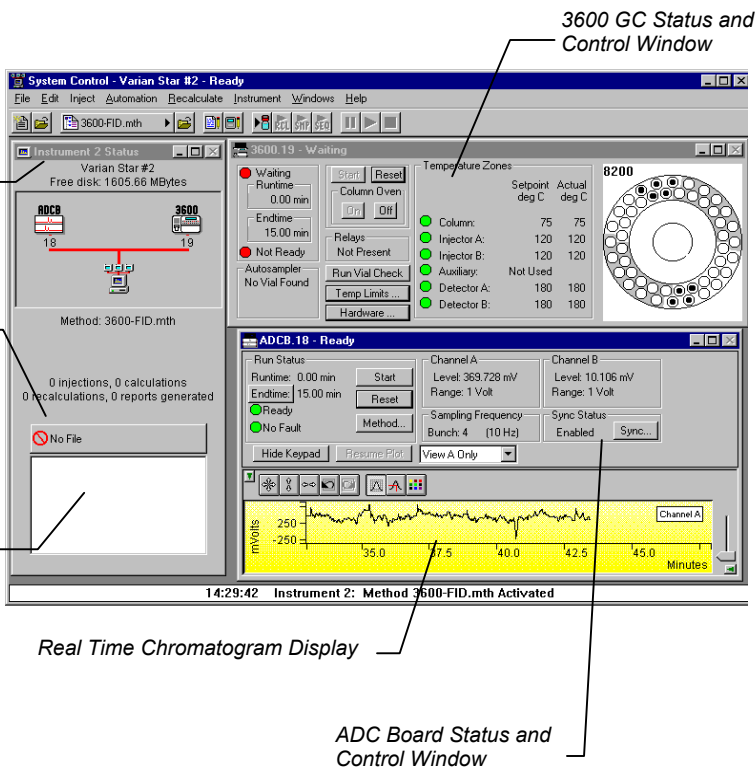 3600 GC Status and
Control Window
System Control - Varian Star #2 - Ready
File Edit Inject Automation Recalculate Instrument Windows Help
3600-FID.mth
RCL SMP SEQ
Instrument 2 Status
Varian Star #2
Free disk: 1605.66 MBytes
ADCB 3600
18 19
Method: 3600-FID.mth
0 injections, 0 calculations
0 recalculations, 0 reports generated
No File
3600.19 - Waiting
Waiting
Runtime
0.00 min
Endtime
15.00 min
Not Ready
Autosampler
No Vial Found
Start Reset
Column Oven
On Off
Relays
Not Present
Run Vial Check
Temp Limits ...
Hardware ...
Temperature Zones
Setpoint Actual
deg C deg C
Column: 75 75
Injector A: 120 120
Injector B: 120 120
Auxiliary: Not Used
Detector A: 180 180
Detector B: 180 180
8200
ADCB.18 - Ready
Run Status
Runtime: 0.00 min Start
Endtime: 15.00 min Reset
Ready
No Fault Method...
Channel A
Level: 369.728 mV
Range: 1 Volt
Channel B
Level: 10.106 mV
Range: 1 Volt
Sampling Frequency
Bunch: 4 (10 Hz)
Sync Status
Enabled Sync...
Hide Keypad Resume Plot View A Only
mVolts
250
-250
Channel A
35.0 37.5 40.0 42.5 45.0
Minutes
14:29:42 Instrument 2: Method 3600-FID.mth Activated
Real Time Chromatogram Display
ADC Board Status and
Control Window